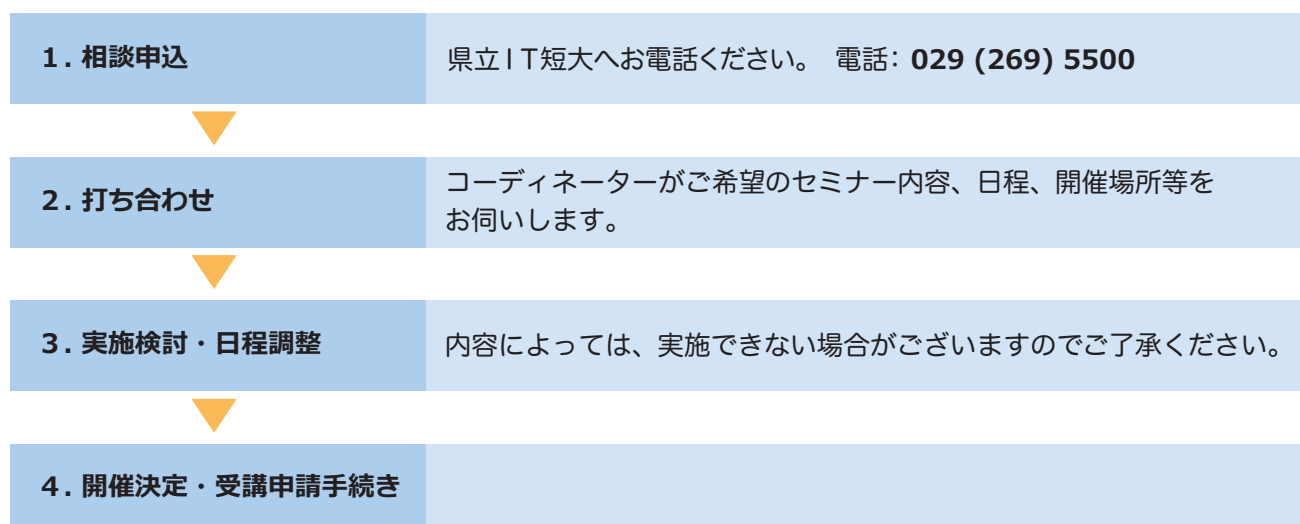 1. 相談申込
県立IT短大へお電話ください。 電話: 029 (269) 5500
2. 打ち合わせ
コーディネーターがご希望のセミナー内容、日程、開催場所等を
お伺いします。
3. 実施検討・日程調整
内容によっては、実施できない場合がございますのでご了承ください。
4. 開催決定・受講申請手続き